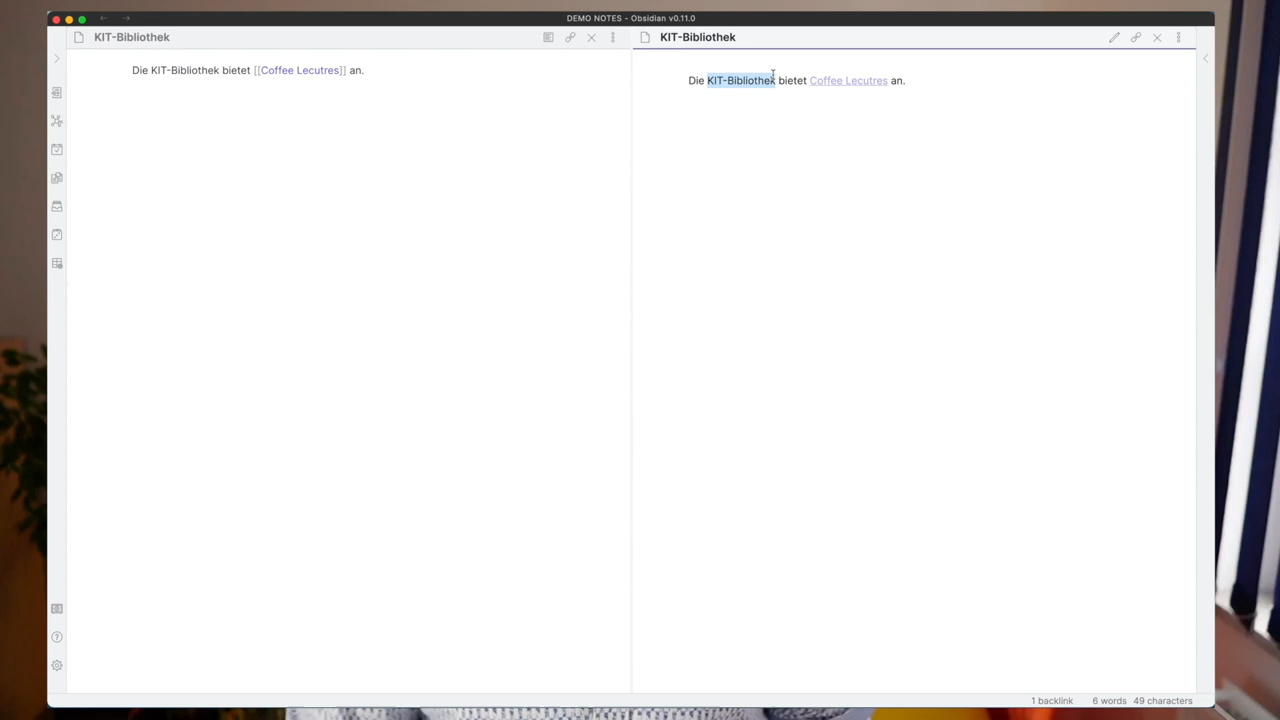 DEMO NOTES - Obsidian v0.11.0
KIT-Bibliothek
Die KIT-Bibliothek bietet [[Coffee Lecutres]] an.
KIT-Bibliothek
Die KIT-Bibliothek bietet Coffee Lecutres an.
1 backlink 6 words 49 characters